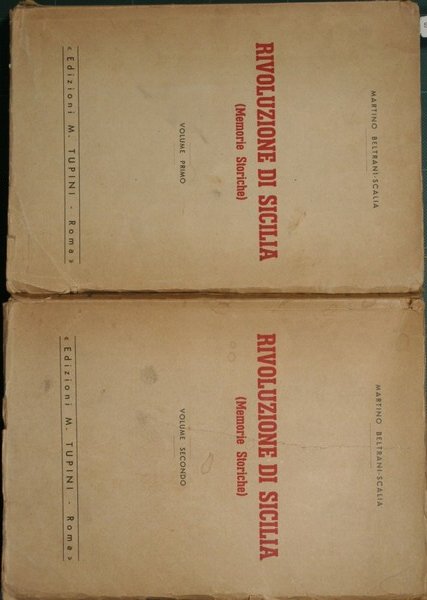 MARTINO BELTRANI-SCALIA
RIVOLUZIONE DI SICILIA
(Memorie Storiche)
VOLUME PRIMO
«Edizioni M. TUPINI - Roma»
MARTINO BELTRANI-SCALIA
RIVOLUZIONE DI SICILIA
(Memorie Storiche)
VOLUME SECONDO
«Edizioni M. TUPINI - Roma»